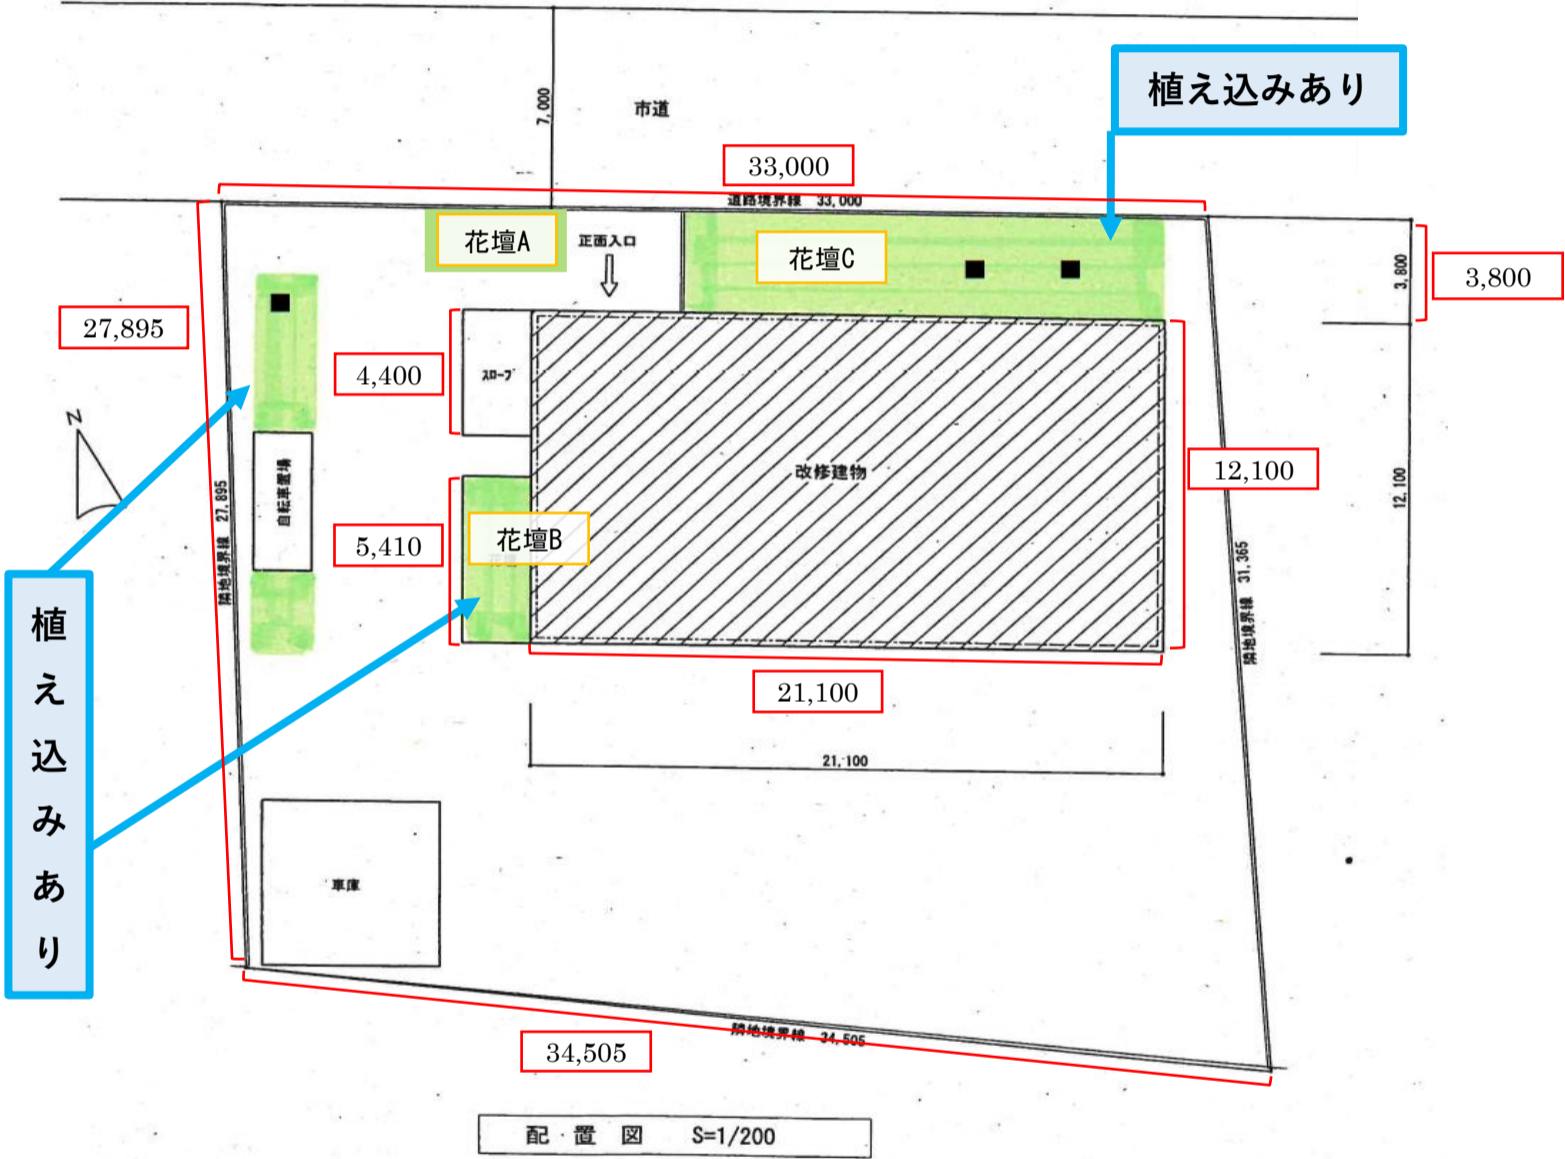 植え込みあり
7,000
市道
33,000
道路境界線 33,000
花壇A
正面入口
花壇C
3,800
3,800
27,895
4,400
スロープ
N
改修建物
12,100
12,100
自転車置場
隣地境界線 27,895
5,410
花壇B
隣地境界線 31,365
植え込みあり
21,100
21,100
車庫
隣地境界線 34,505
34,505
配置図 S=1/200